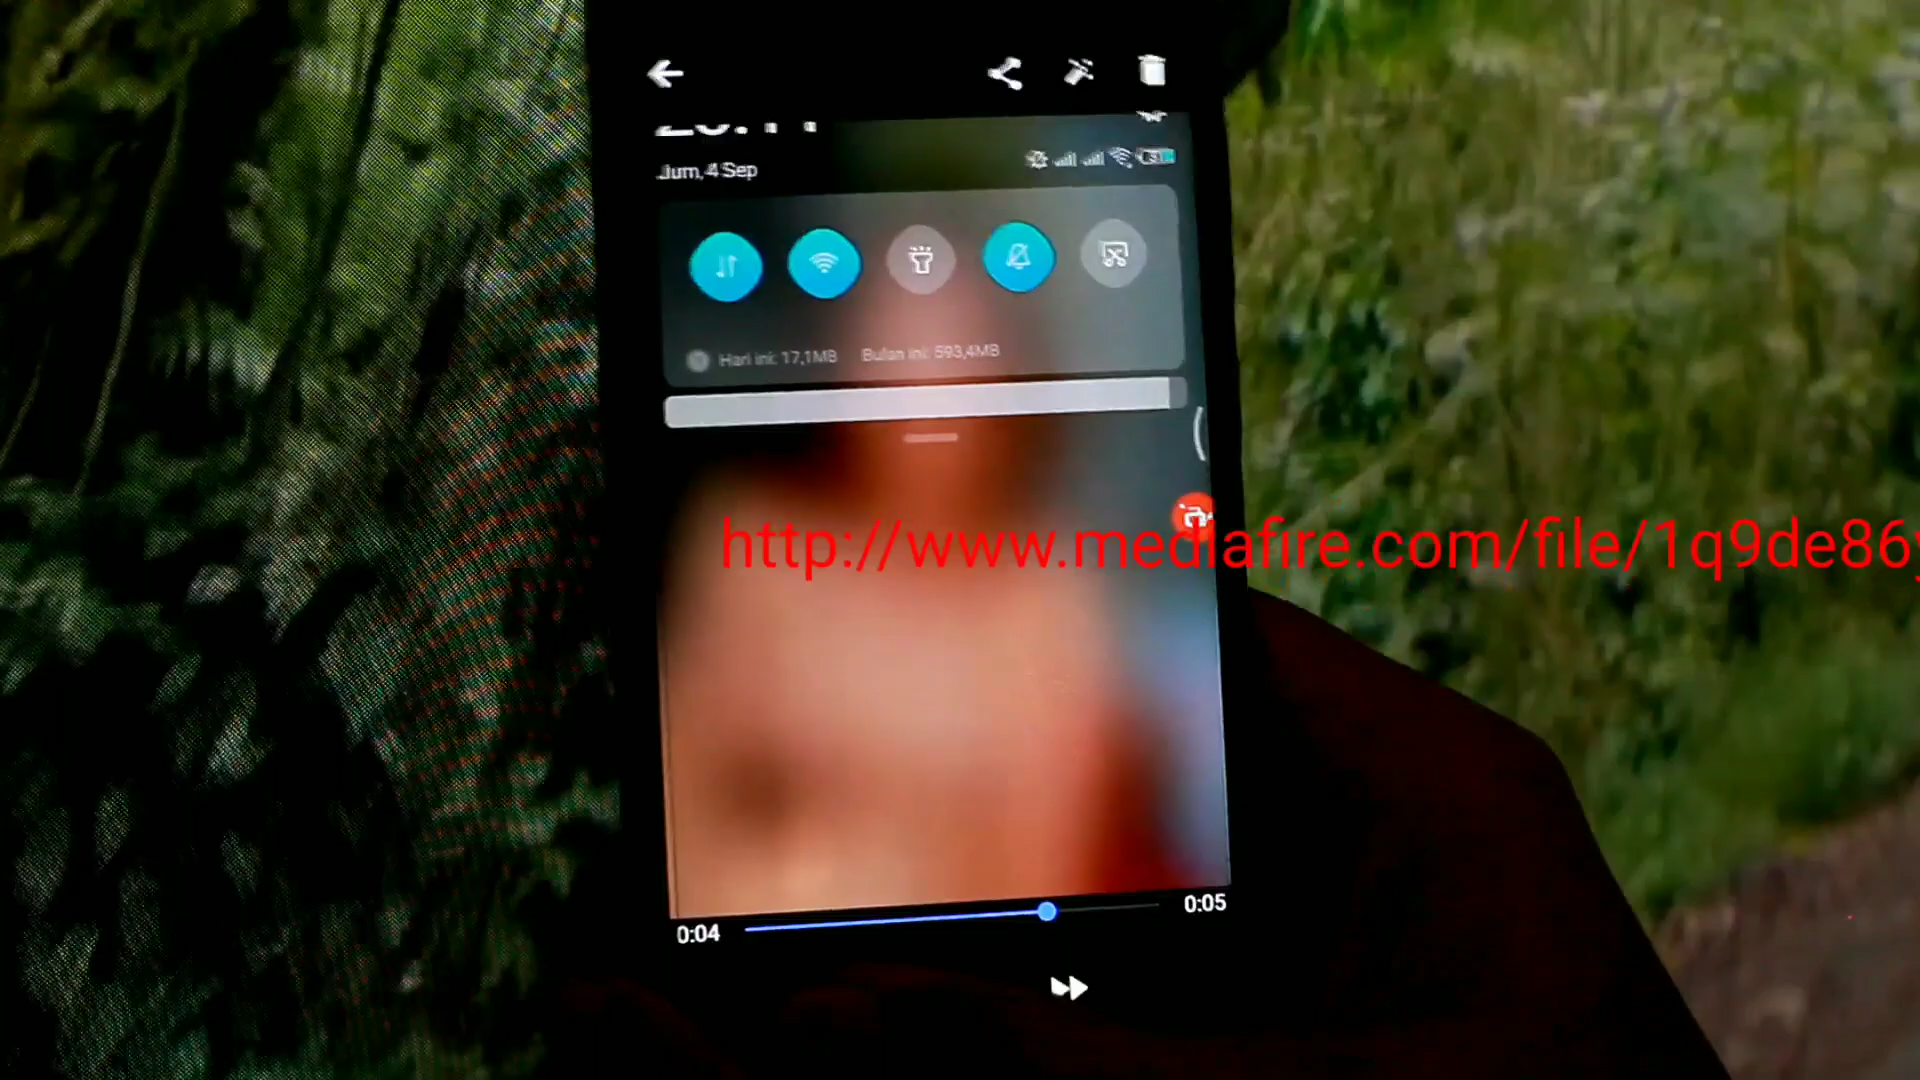 Jum, 4 Sep
Hari ini: 17,1MB Bulan ini: 593,4MB
http://www.mediafire.com/file/1q9de86y
0:04
0:05